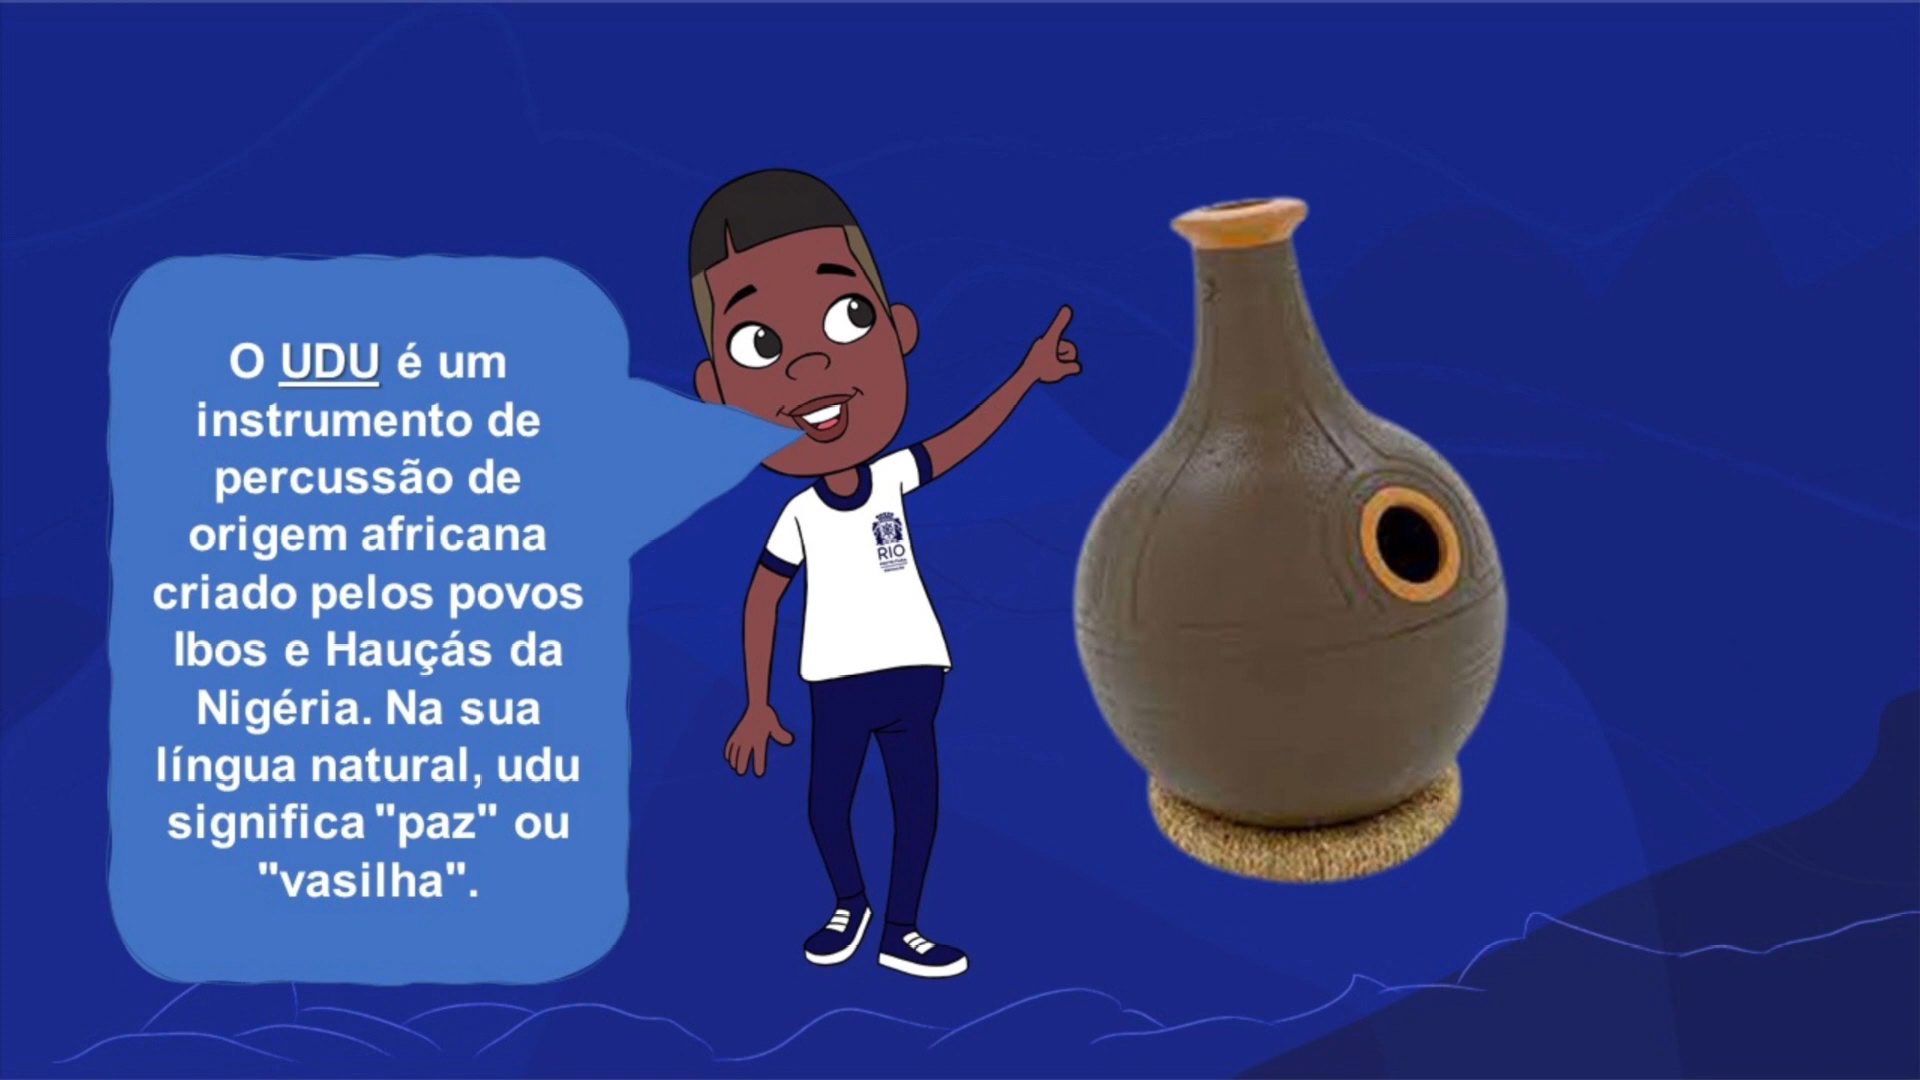 O UDU é um
instrumento de
percussão de
origem africana
criado pelos povos
Ibos e Hauçás da
Nigéria. Na sua
língua natural, udu
significa "paz" ou
"vasilha".
RIO